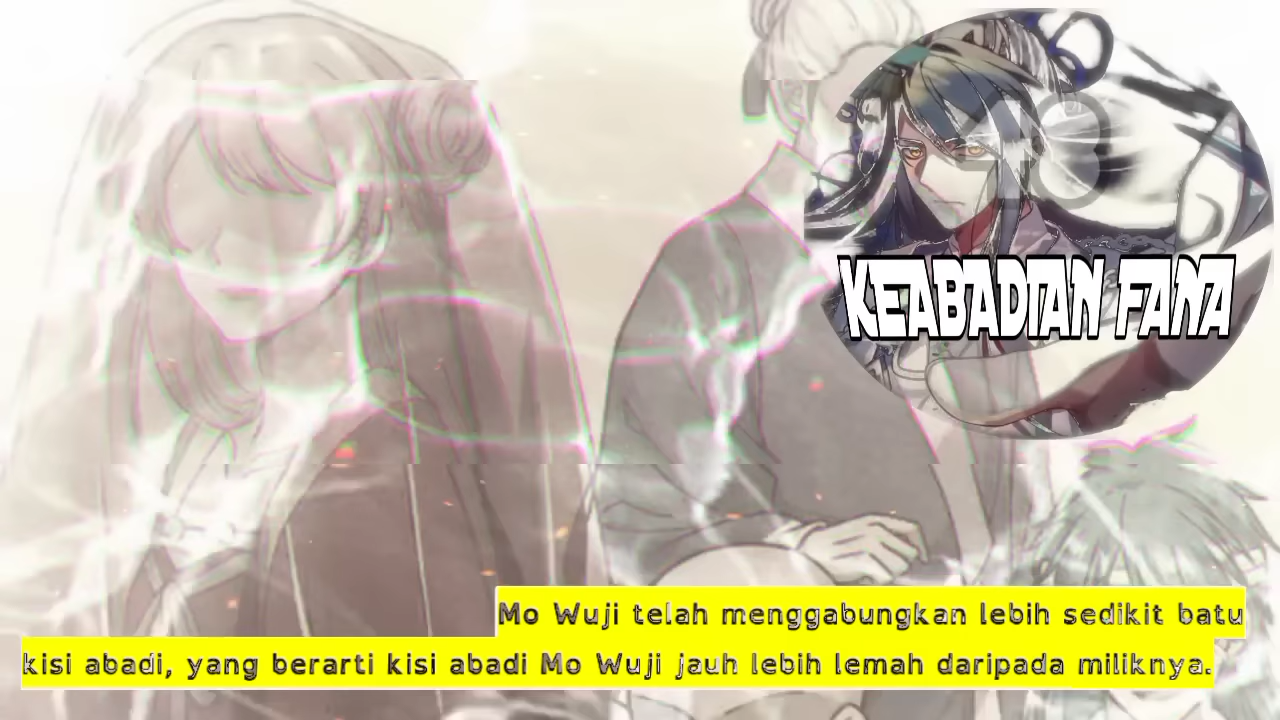 KEABADIAN FANA
Mo Wuji telah menggabungkan lebih sedikit batu
kisi abadi, yang berarti kisi abadi Mo Wuji jauh lebih lemah daripada miliknya.